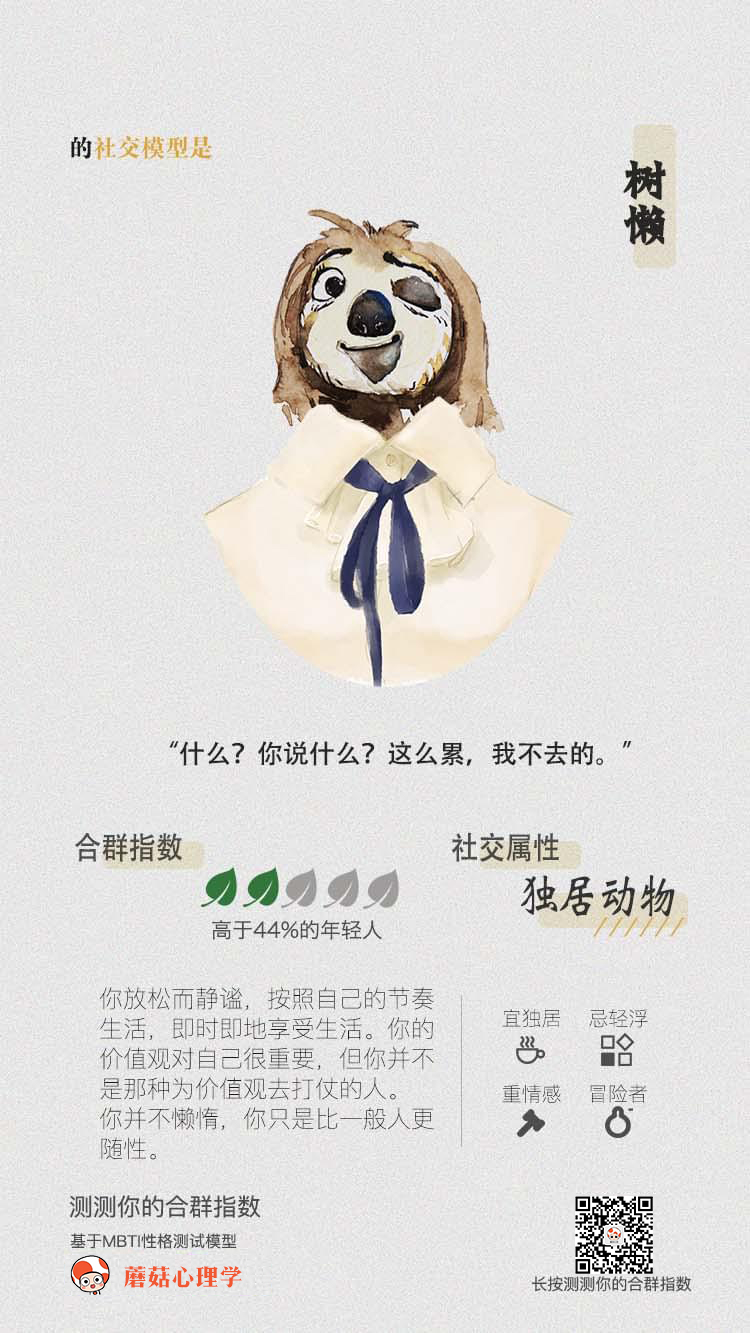 的社交模型是
树懒
“什么？你说什么？这么累，我不去的。”
合群指数
高于44%的年轻人
社交属性
独居动物
你放松而静谧，按照自己的节奏
生活，即时即地享受生活。你的
价值观对自己很重要，但你并不
是那种为价值观去打仗的人。
你并不懒惰，你只是比一般人更
随性。
宜独居 忌轻浮
重情感 冒险者
测测你的合群指数
基于MBTI性格测试模型
蘑菇心理学
长按测测你的合群指数